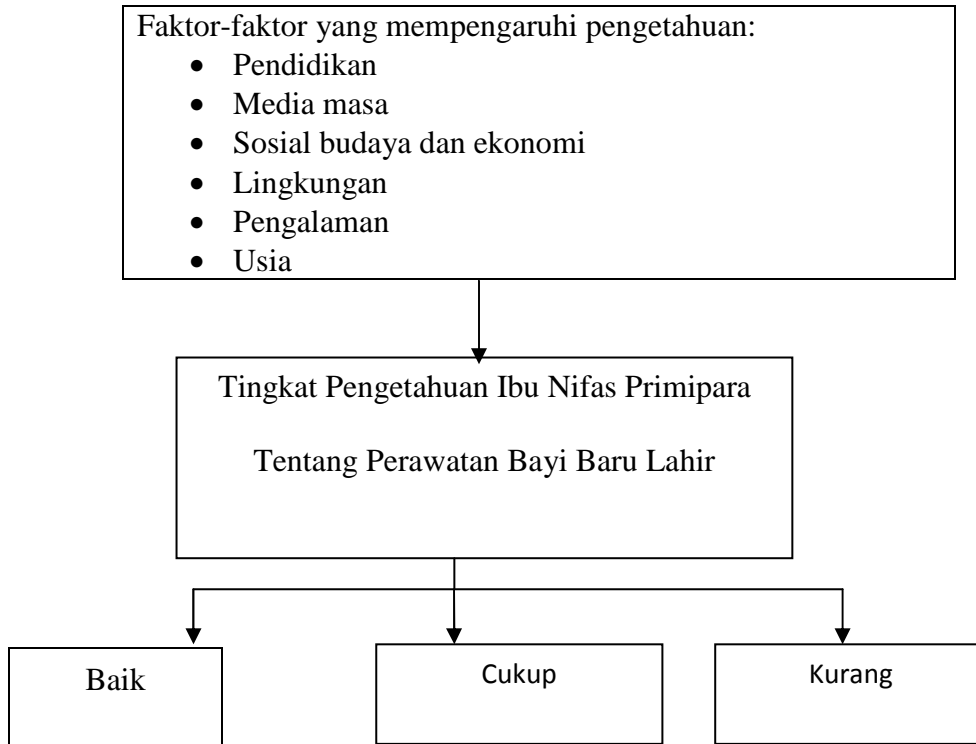 Faktor-faktor yang mempengaruhi pengetahuan:
• Pendidikan
• Media masa
• Sosial budaya dan ekonomi
• Lingkungan
• Pengalaman
• Usia
Tingkat Pengetahuan Ibu Nifas Primipara
Tentang Perawatan Bayi Baru Lahir
Baik
Cukup
Kurang